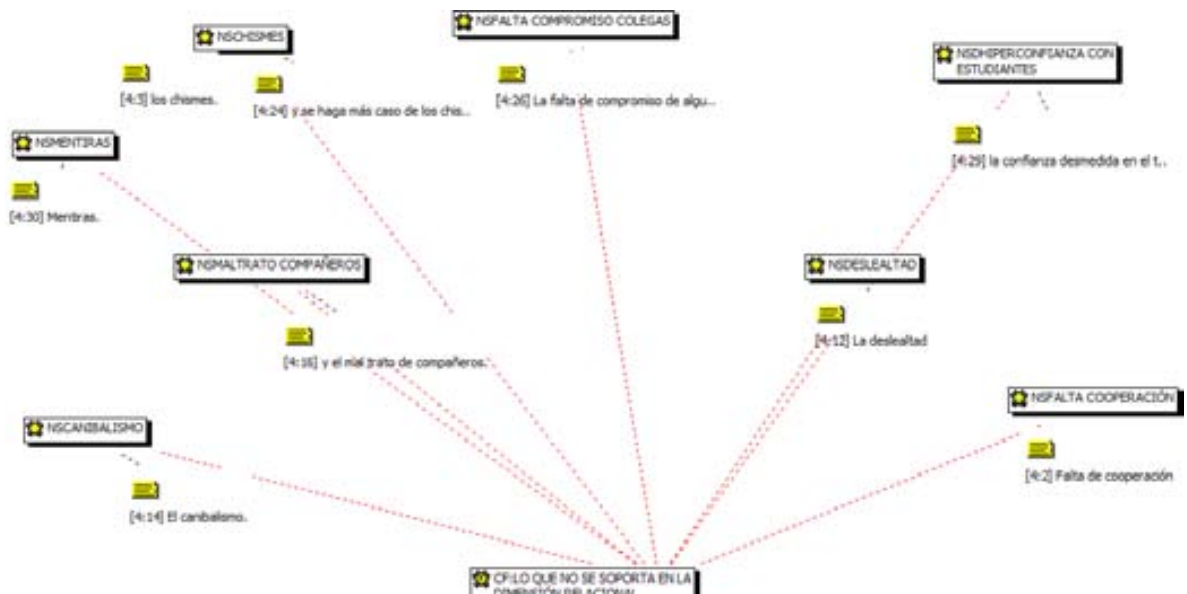 NSFALTA COMPROMISO COLEGAS
NSCHISMES
NSDHIPERCONFIANZA CON
ESTUDIANTES
[4:3] los chismes.
[4:24] y se haga más caso de los chis..
[4:26] La falta de compromiso de algu...
NSMENTIRAS
[4:29] la confianza desmedida en el t..
[4:30] Mentiras.
NSMALTRATO COMPAÑEROS
NSDESLEALTAD
[4:16] y el mal trato de compañeros.
[4:12] La deslealtad
NSFALTA COOPERACIÓN
NSCANIBALISMO
[4:2] Falta de cooperación
[4:14] El canibalismo.
CF:LO QUE NO SE SOPORTA EN LA
DIMENSIÓN RELACIONAL